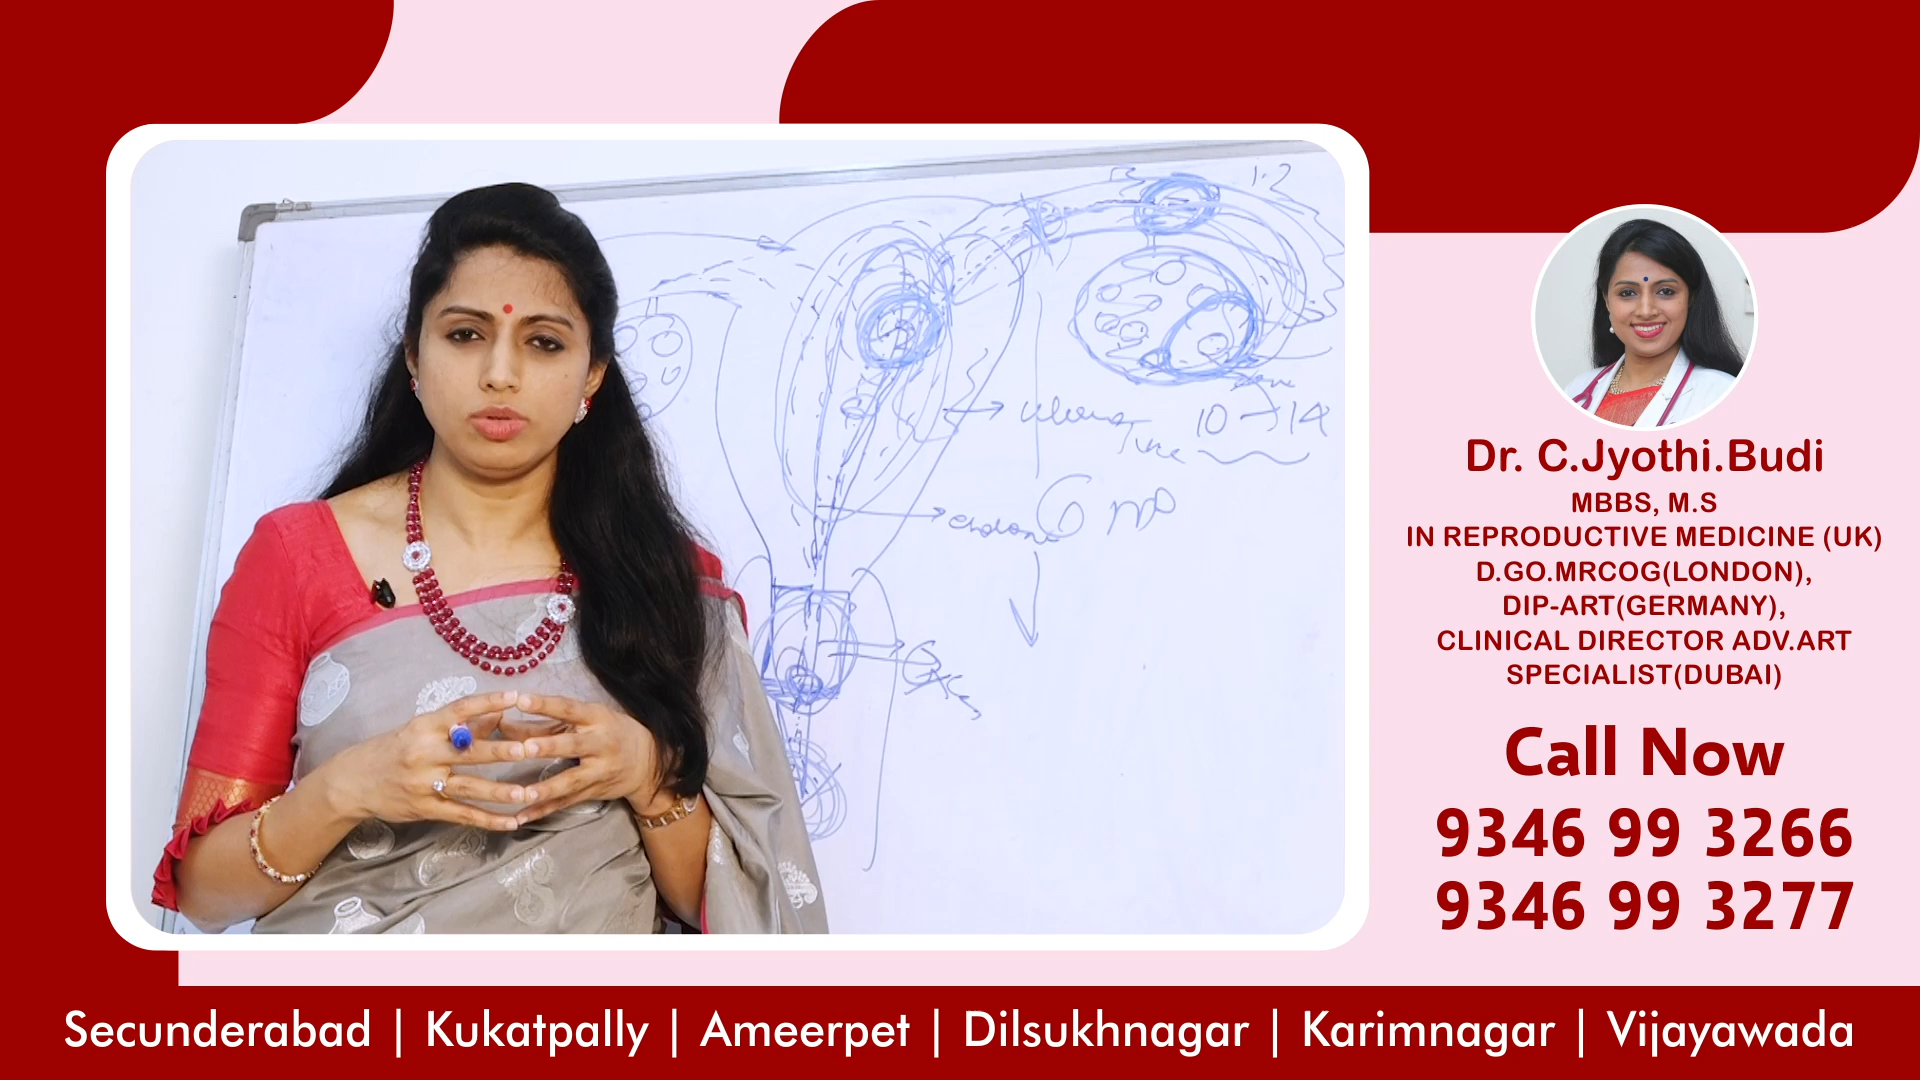 1-2
10 → 14
Dr. C.Jyothi.Budi
MBBS, M.S
IN REPRODUCTIVE MEDICINE (UK)
D.GO.MRCOG(LONDON),
DIP-ART(GERMANY),
CLINICAL DIRECTOR ADV.ART
SPECIALIST(DUBAI)
Call Now
9346 99 3266
9346 99 3277
Secunderabad | Kukatpally | Ameerpet | Dilsukhnagar | Karimnagar | Vijayawada